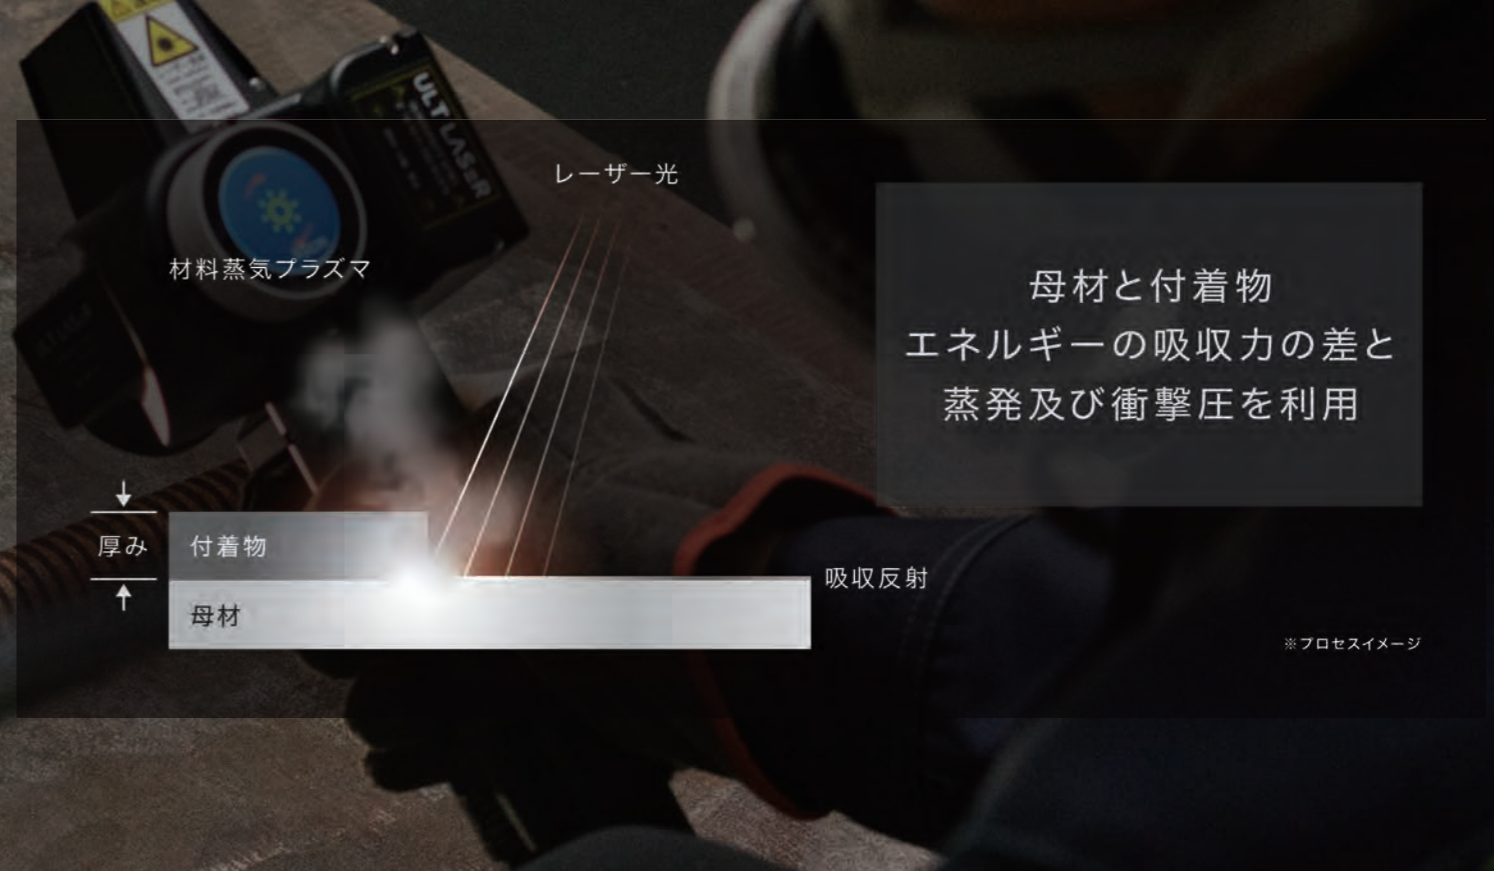 ULT LASER
レーザー光
材料蒸気プラズマ
母材と付着物
エネルギーの吸収力の差と
蒸発及び衝撃圧を利用
厚み
付着物
吸収反射
母材
※プロセスイメージ